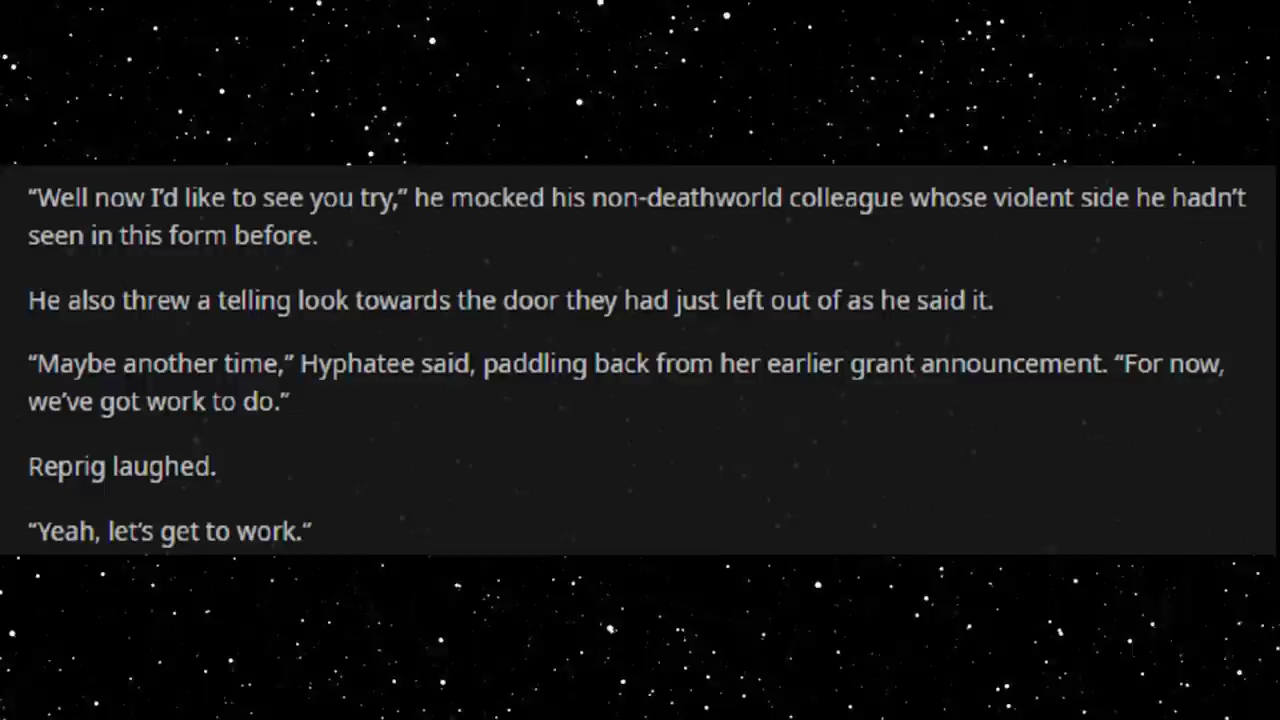 “Well now I’d like to see you try,” he mocked his non-deathworld colleague whose violent side he hadn’t
seen in this form before.
He also threw a telling look towards the door they had just left out of as he said it.
“Maybe another time,” Hyphatee said, paddling back from her earlier grant announcement. “For now,
we’ve got work to do.”
Reprig laughed.
“Yeah, let’s get to work.”